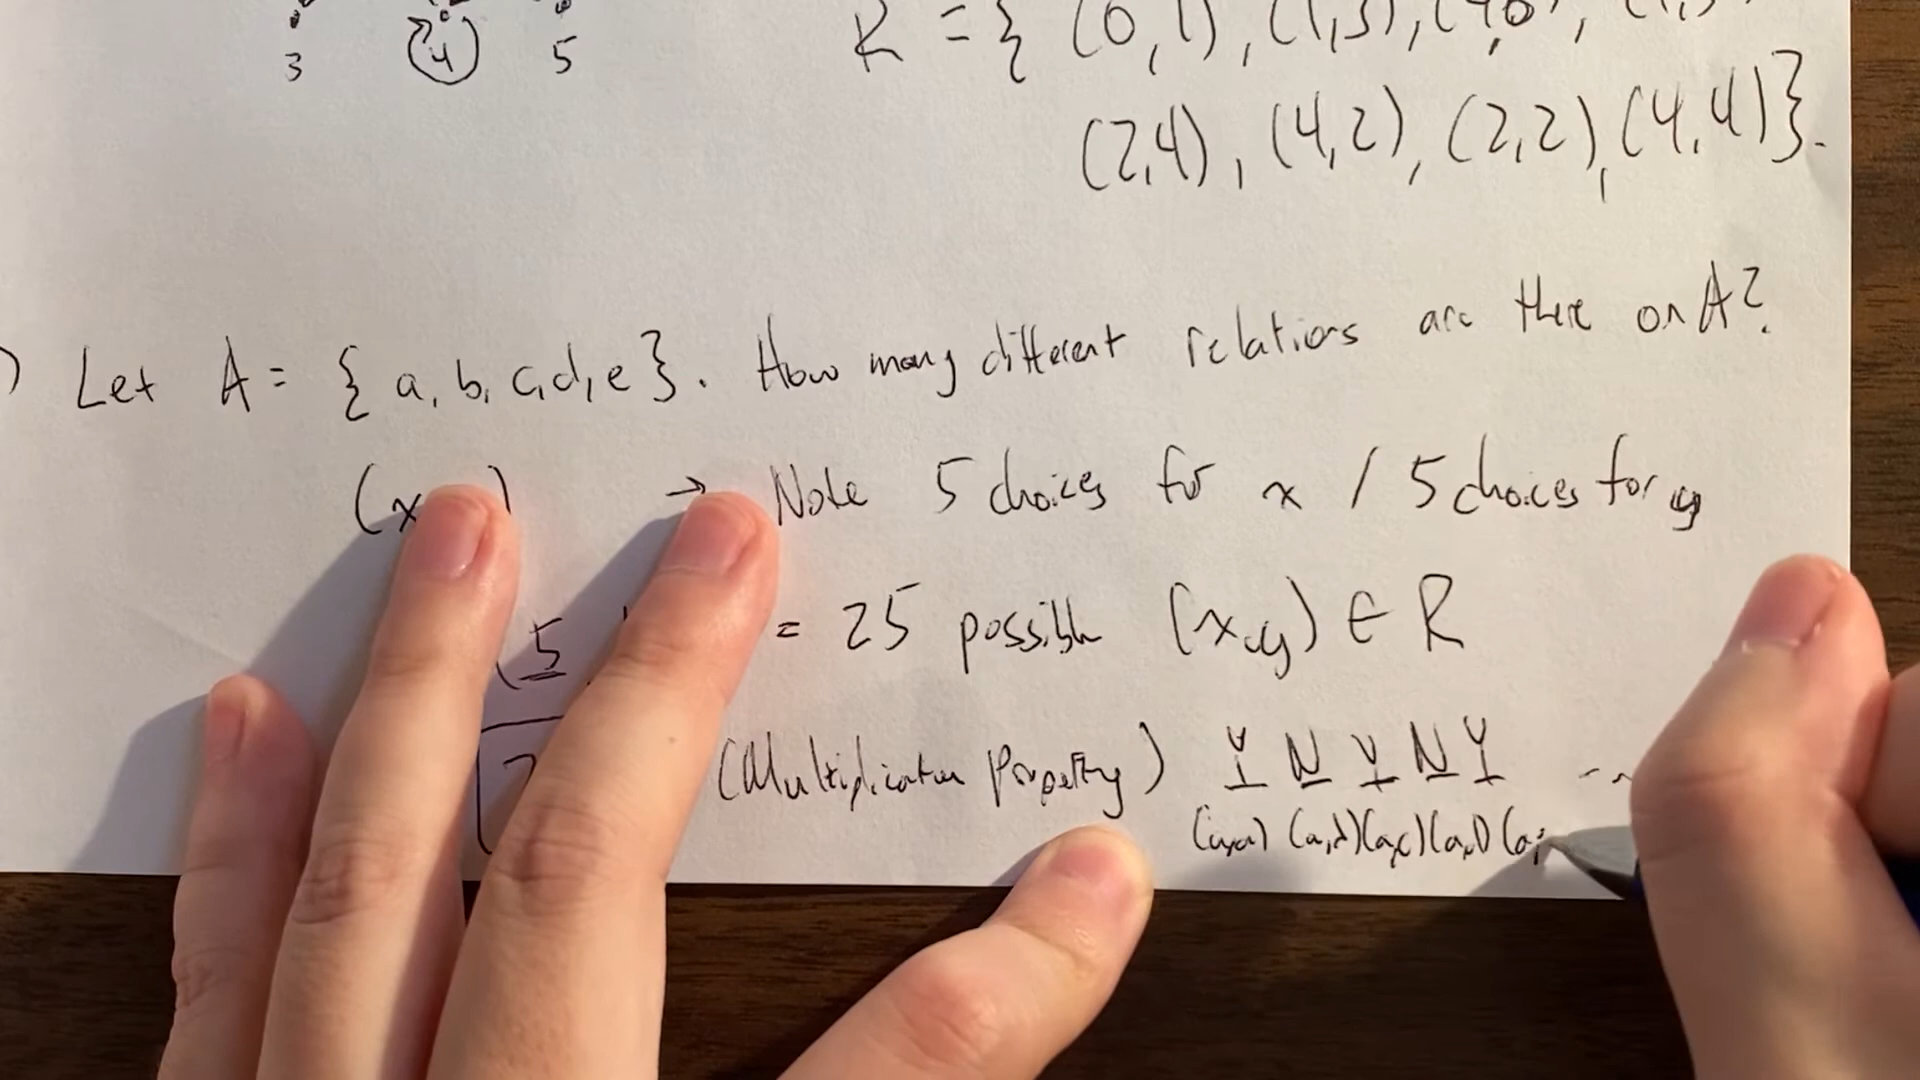 3 4 5
R = { (0,1), (1,3),
(2,4), (4,2), (2,2), (4,4)}.
) Let A = { a, b, c, d, e }. How many different relations are there on A?
(x ) → Note 5 choices for x / 5 choices for y
(5 = 25 possible (x,y) ∈ R
(Multiplication Property) Y N Y N Y
(a,a) (a,c) (a,